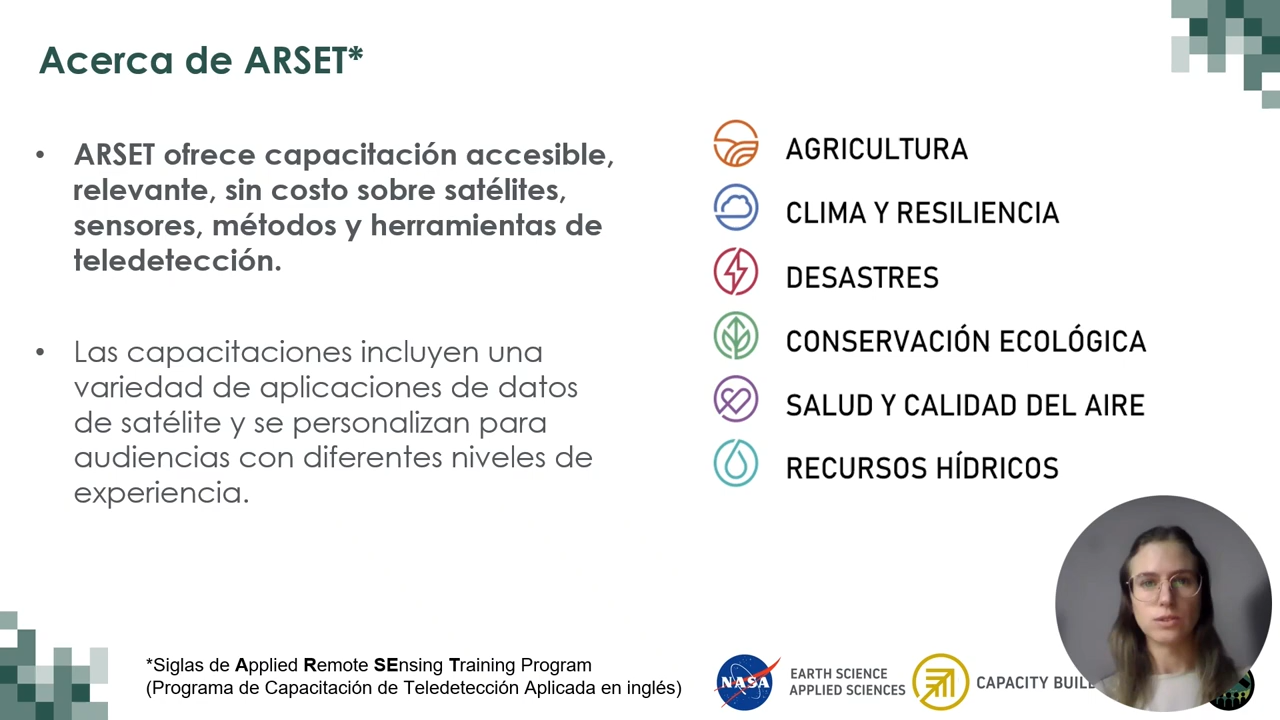 Acerca de ARSET*
• ARSET ofrece capacitación accesible,
relevante, sin costo sobre satélites,
sensores, métodos y herramientas de
teledetección.
• Las capacitaciones incluyen una
variedad de aplicaciones de datos
de satélite y se personalizan para
audiencias con diferentes niveles de
experiencia.
AGRICULTURA
CLIMA Y RESILIENCIA
DESASTRES
CONSERVACIÓN ECOLÓGICA
SALUD Y CALIDAD DEL AIRE
RECURSOS HÍDRICOS
*Siglas de Applied Remote SEnsing Training Program
(Programa de Capacitación de Teledetección Aplicada en inglés)
NASA
EARTH SCIENCE
APPLIED SCIENCES
CAPACITY BUIL